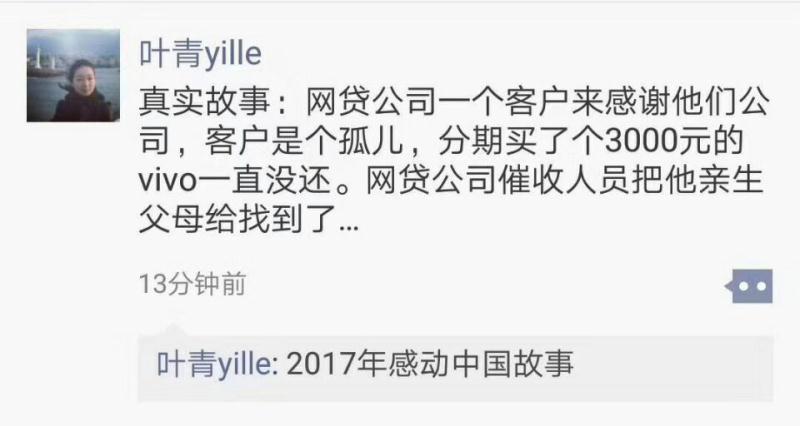 叶青yille
真实故事：网贷公司一个客户来感谢他们公
司，客户是个孤儿，分期买了个3000元的
vivo一直没还。网贷公司催收人员把他亲生
父母给找到了...
13分钟前
叶青yille: 2017年感动中国故事